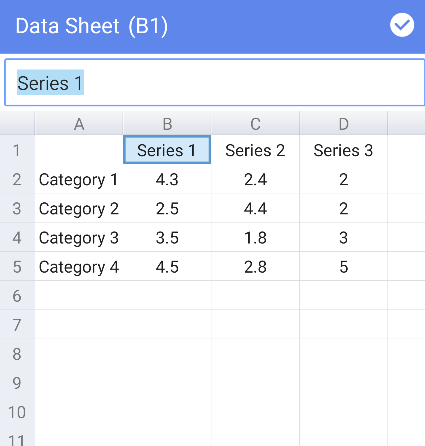 Data Sheet (B1)
Series 1
A B C D
1 Series 1 Series 2 Series 3
2 Category 1 4.3 2.4 2
3 Category 2 2.5 4.4 2
4 Category 3 3.5 1.8 3
5 Category 4 4.5 2.8 5
6
7
8
9
10
11